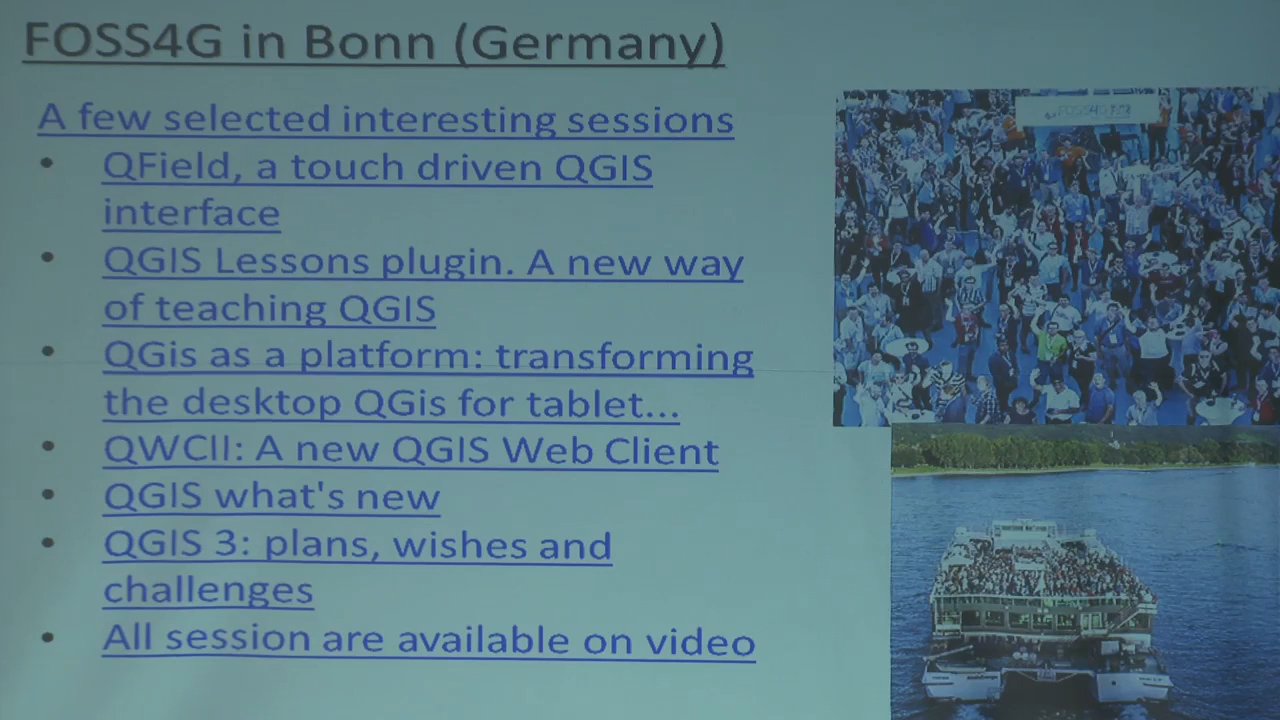 FOSS4G in Bonn (Germany)
A few selected interesting sessions
• QField, a touch driven QGIS
interface
• QGIS Lessons plugin. A new way
of teaching QGIS
• QGis as a platform: transforming
the desktop QGis for tablet...
• QWCII: A new QGIS Web Client
• QGIS what's new
• QGIS 3: plans, wishes and
challenges
• All session are available on video
FOSS4G